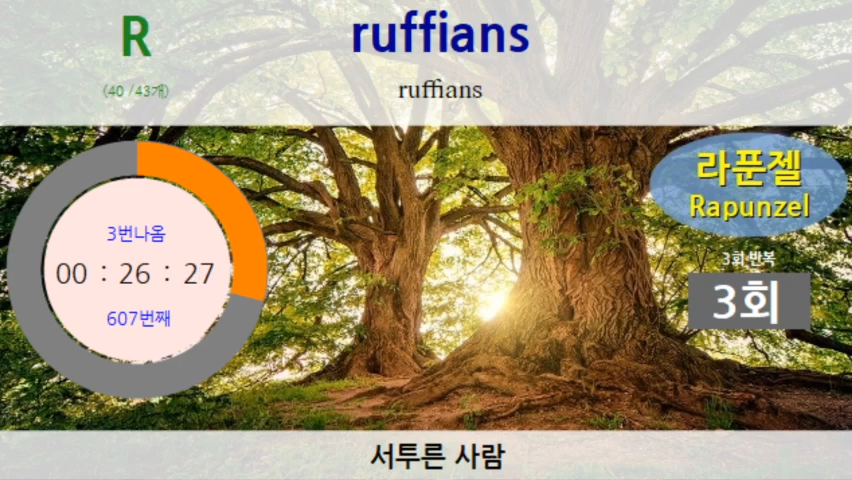 R
(40 /43개)
ruffians
ruffians
3번나옴
00 : 26 : 27
607번째
라푼젤
Rapunzel
3회 반복
3회
서투른 사람